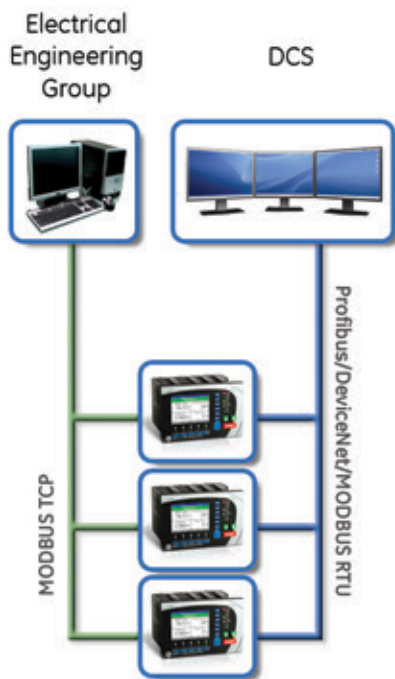 Electrical
Engineering
Group
DCS
MODBUS TCP
Profibus/DeviceNet/MODBUS RTU